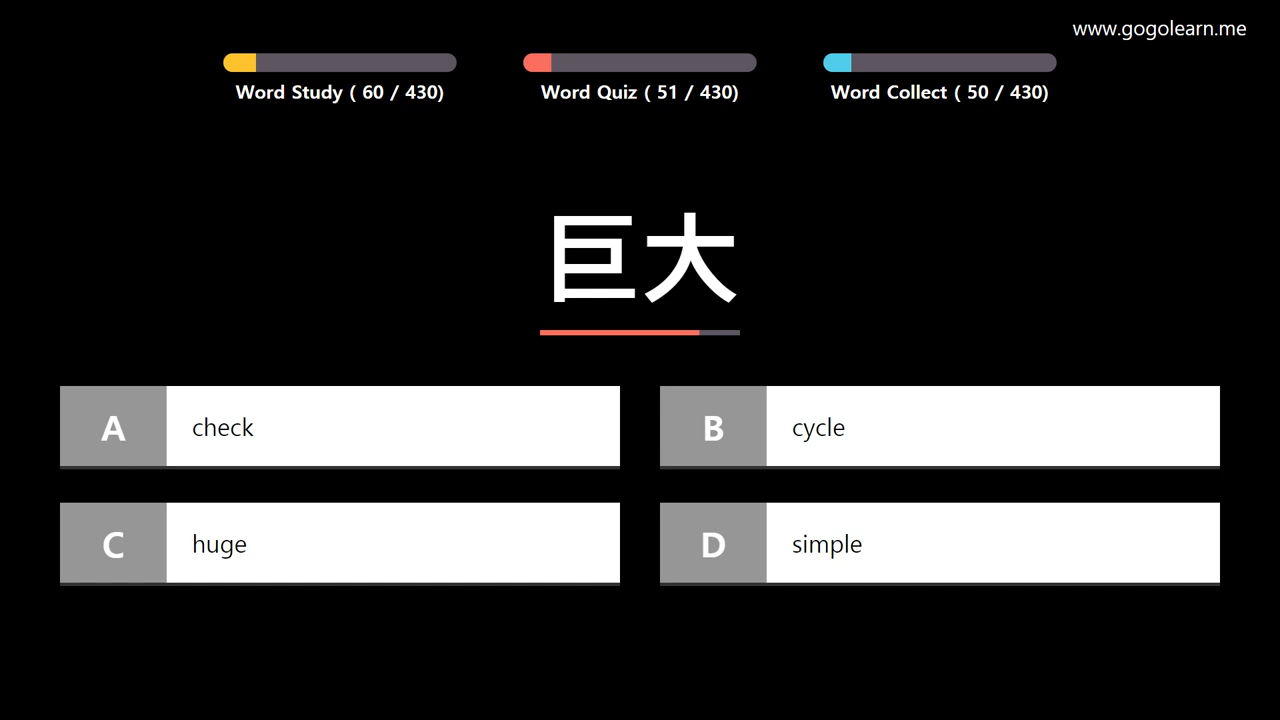 www.gogolearn.me
Word Study ( 60 / 430)
Word Quiz ( 51 / 430)
Word Collect ( 50 / 430)
巨大
A check
B cycle
C huge
D simple